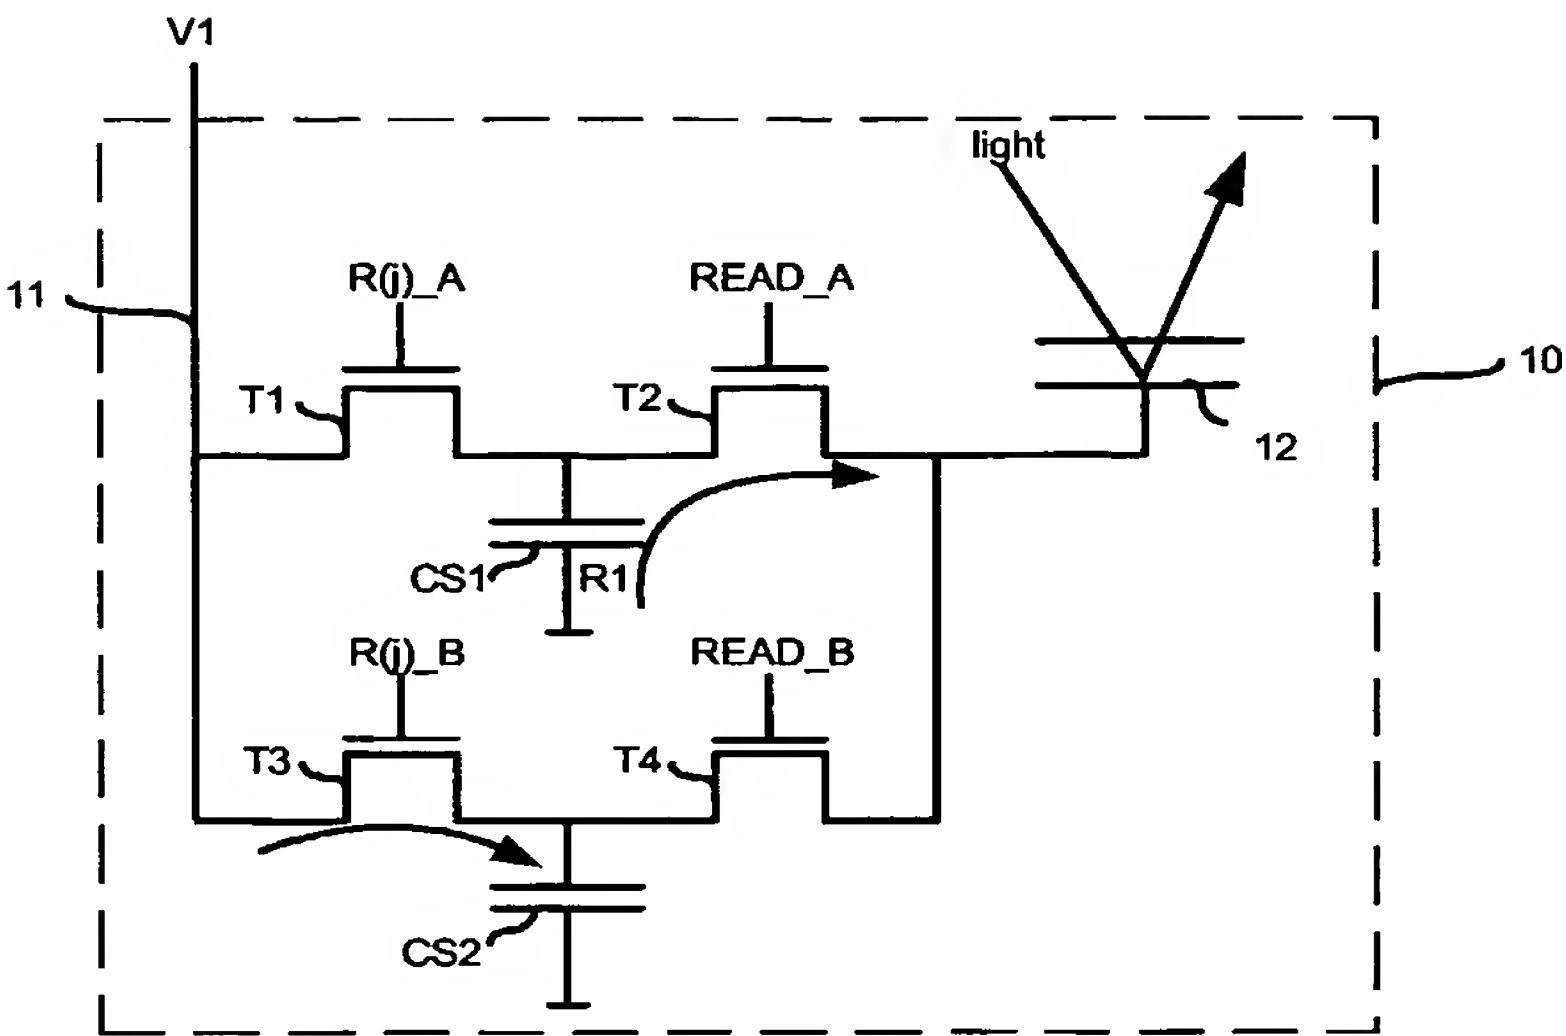 V1
light
11
R(j)_A
READ_A
10
T1
T2
12
CS1
R1
R(j)_B
READ_B
T3
T4
CS2